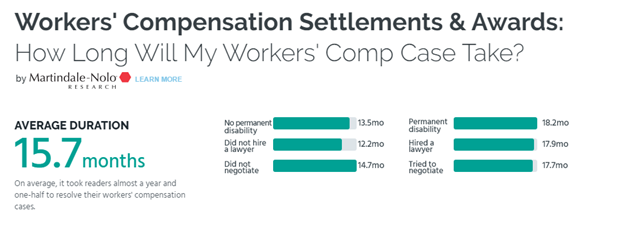 Workers' Compensation Settlements & Awards:
How Long Will My Workers' Comp Case Take?
by Martindale-Nolo RESEARCH LEARN MORE
AVERAGE DURATION
15.7 months
On average, it took readers almost a year and
one-half to resolve their workers' compensation
cases.
No permanent
disability
13.5mo
Did not hire
a lawyer
12.2mo
Did not
negotiate
14.7mo
Permanent
disability
18.2mo
Hired a
lawyer
17.9mo
Tried to
negotiate
17.7mo